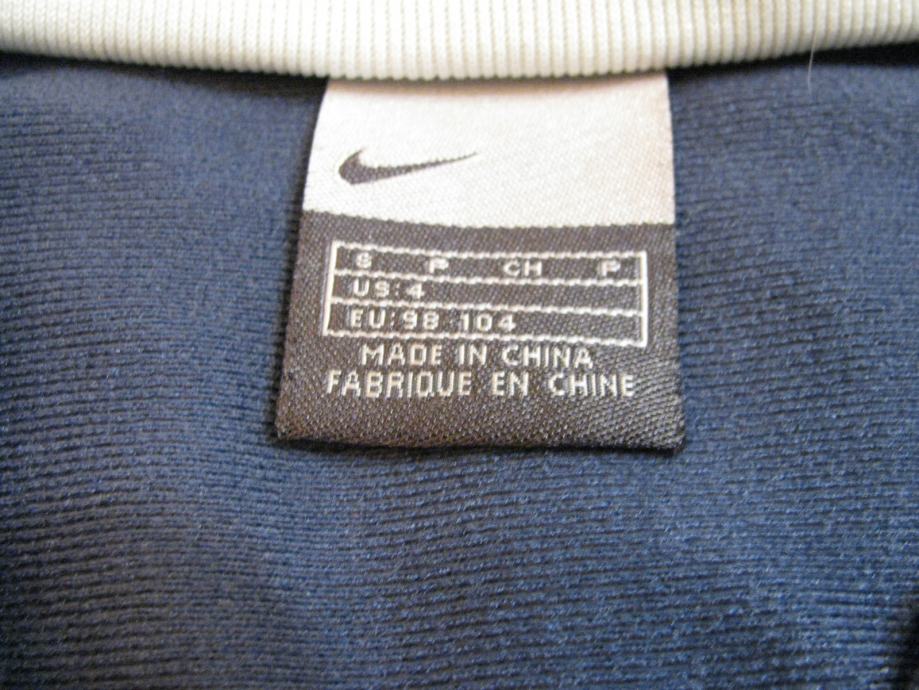 S P CH P
US:4
EU:98 104
MADE IN CHINA
FABRIQUE EN CHINE